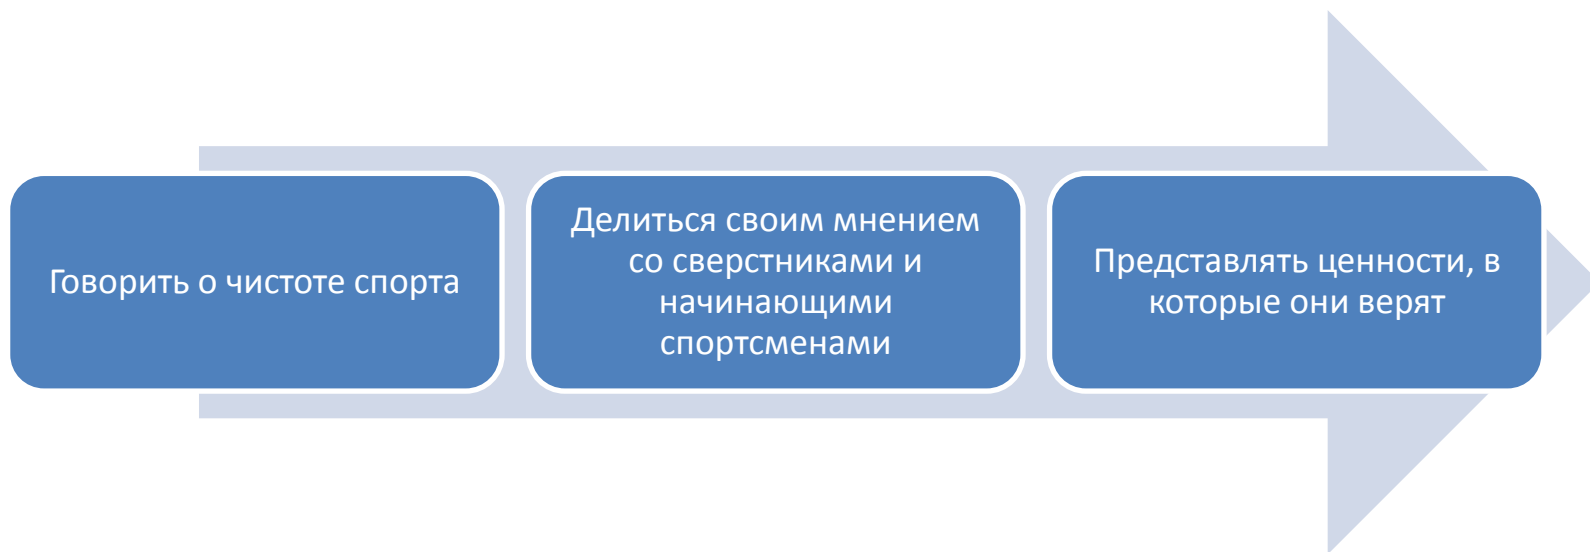 Говорить о чистоте спорта
Делиться своим мнением
со сверстниками и
начинающими
спортсменами
Представлять ценности, в
которые они верят